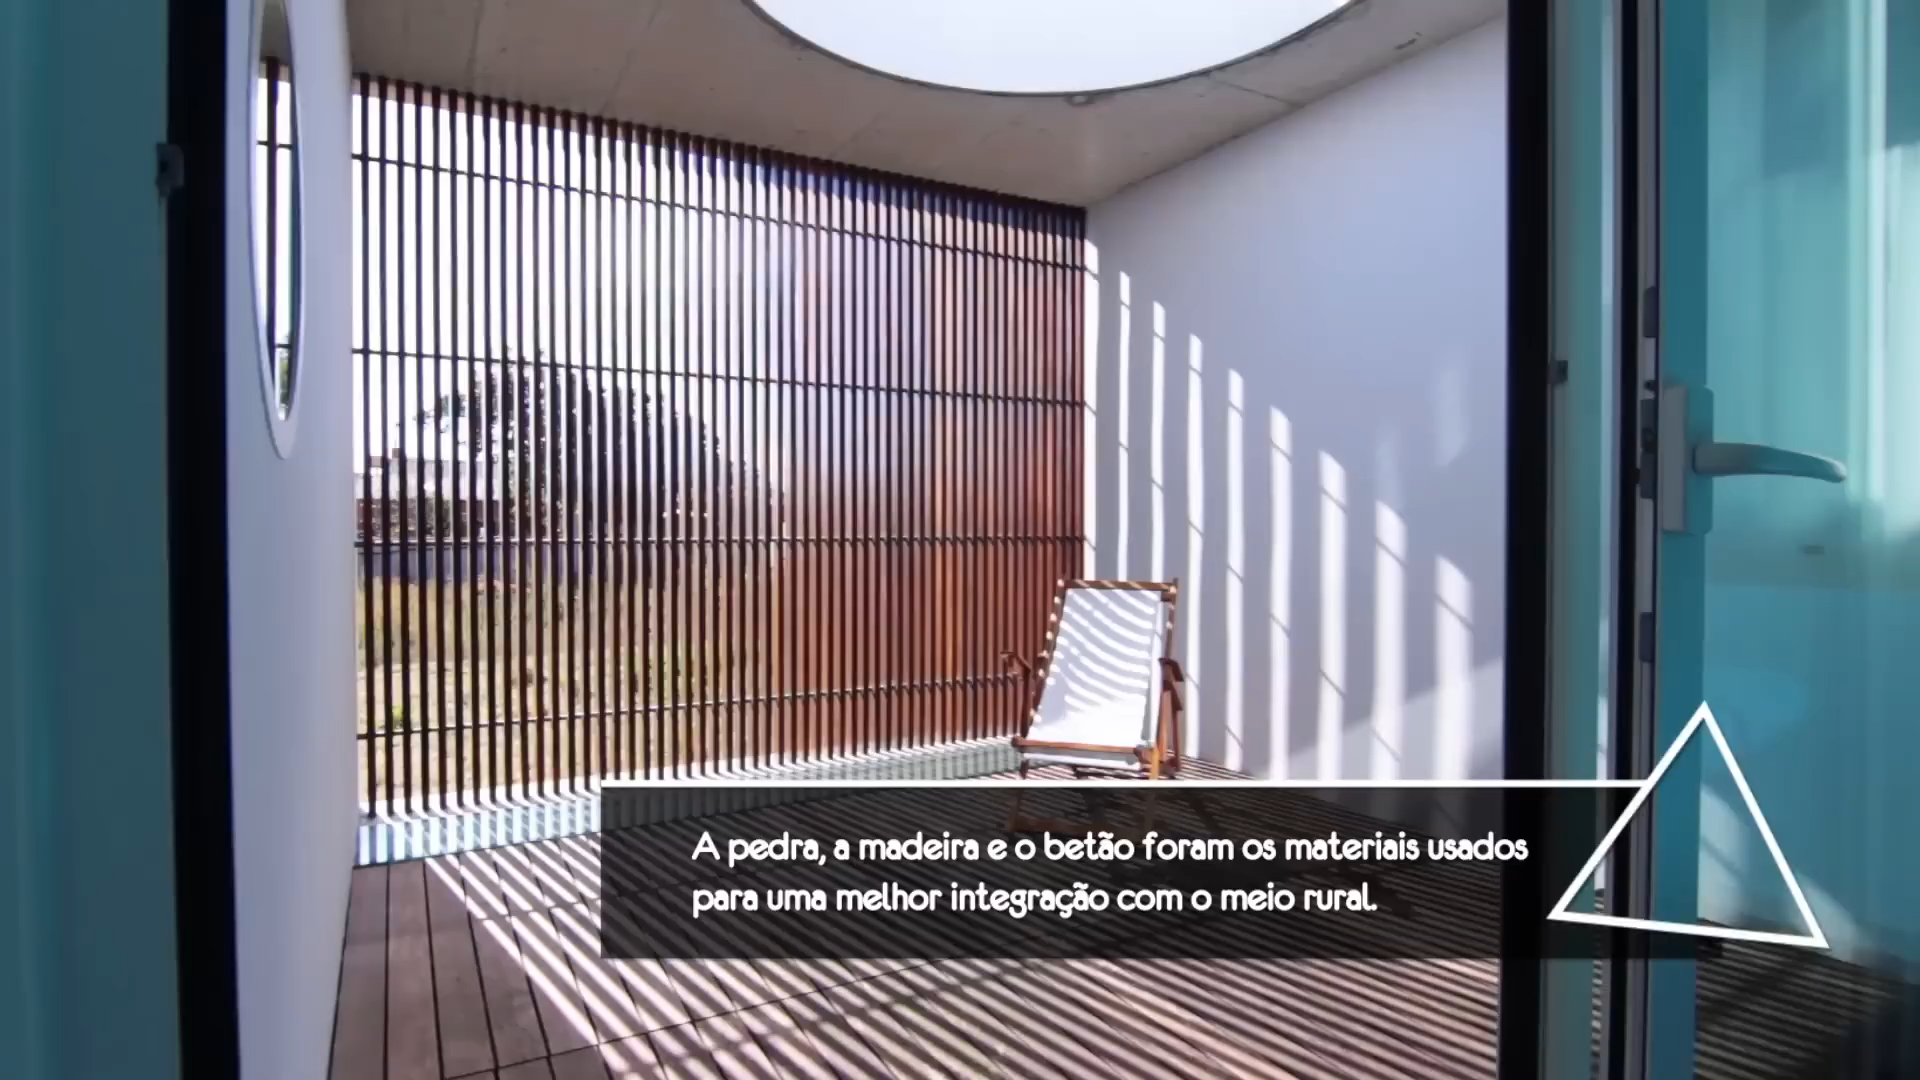 A pedra, a madeira e o betão foram os materiais usados
para uma melhor integração com o meio rural.